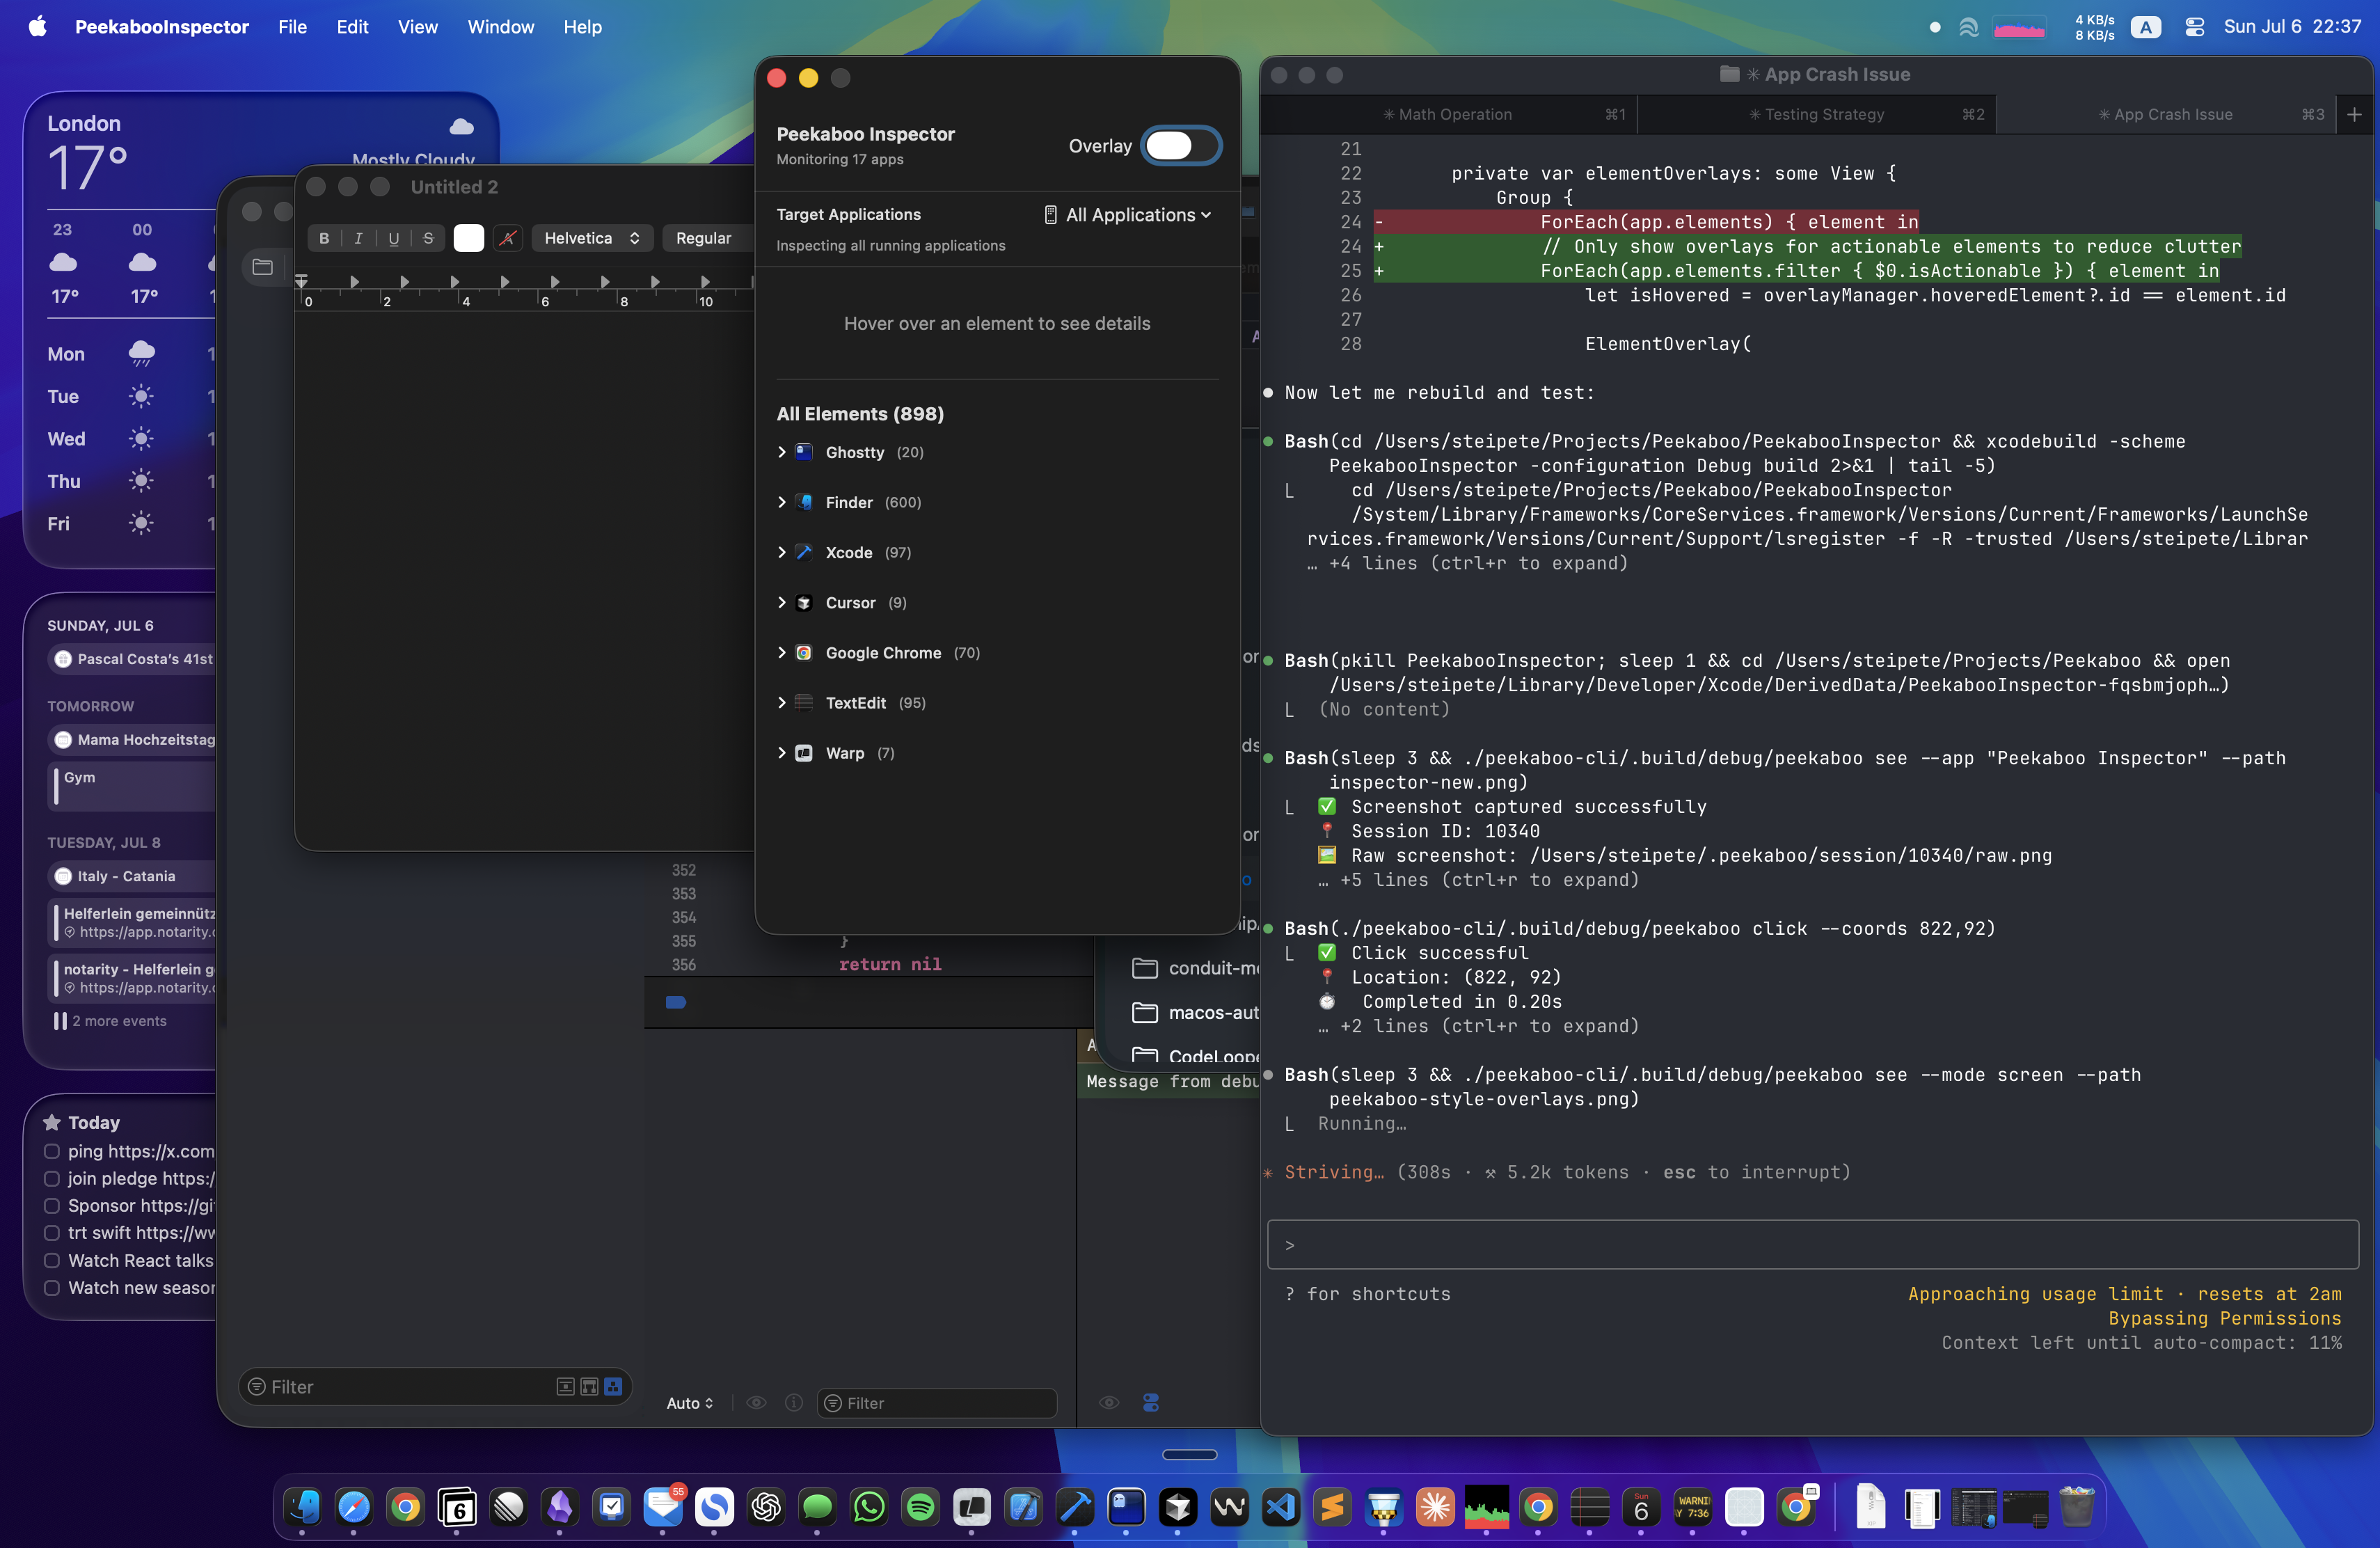 PeekabooInspector File Edit View Window Help
4 KB/s
8 KB/s
A
Sun Jul 6 22:37
London
17°
Mostly Cloudy
23 00
17° 17°
Mon
Tue
Wed
Thu
Fri
SUNDAY, JUL 6
Pascal Costa's 41st
TOMORROW
Mama Hochzeitstag
Gym
TUESDAY, JUL 8
Italy - Catania
Helferlein gemeinnütz
https://app.notarity.c
notarity - Helferlein g
https://app.notarity.c
2 more events
Today
ping https://x.com
join pledge https:/
Sponsor https://gi
trt swift https://ww
Watch React talks
Watch new season
Untitled 2
B I U S A Helvetica Regular
0 2 4 6 8 10
352
353
354
355 }
356 return nil
Filter
Auto Filter
conduit-m
macos-aut
CodeLoope
Message from debu
Peekaboo Inspector
Monitoring 17 apps
Overlay
Target Applications
All Applications
Inspecting all running applications
Hover over an element to see details
All Elements (898)
Ghostty (20)
Finder (600)
Xcode (97)
Cursor (9)
Google Chrome (70)
TextEdit (95)
Warp (7)
✳ App Crash Issue
✳ Math Operation ⌘1 ✳ Testing Strategy ⌘2 ✳ App Crash Issue ⌘3 +
21
22 private var elementOverlays: some View {
23 Group {
24 - ForEach(app.elements) { element in
24 + // Only show overlays for actionable elements to reduce clutter
25 + ForEach(app.elements.filter { $0.isActionable }) { element in
26 let isHovered = overlayManager.hoveredElement?.id == element.id
27
28 ElementOverlay(
● Now let me rebuild and test:
● Bash(cd /Users/steipete/Projects/Peekaboo/PeekabooInspector && xcodebuild -scheme
PeekabooInspector -configuration Debug build 2>&1 | tail -5)
⎿ cd /Users/steipete/Projects/Peekaboo/PeekabooInspector
/System/Library/Frameworks/CoreServices.framework/Versions/Current/Frameworks/LaunchSe
rvices.framework/Versions/Current/Support/lsregister -f -R -trusted /Users/steipete/Librar
… +4 lines (ctrl+r to expand)
● Bash(pkill PeekabooInspector; sleep 1 && cd /Users/steipete/Projects/Peekaboo && open
/Users/steipete/Library/Developer/Xcode/DerivedData/PeekabooInspector-fqsbmjoph…)
⎿ (No content)
● Bash(sleep 3 && ./peekaboo-cli/.build/debug/peekaboo see --app "Peekaboo Inspector" --path
inspector-new.png)
⎿ ✅ Screenshot captured successfully
📍 Session ID: 10340
🖼️ Raw screenshot: /Users/steipete/.peekaboo/session/10340/raw.png
… +5 lines (ctrl+r to expand)
● Bash(./peekaboo-cli/.build/debug/peekaboo click --coords 822,92)
⎿ ✅ Click successful
📍 Location: (822, 92)
⏱️ Completed in 0.20s
… +2 lines (ctrl+r to expand)
● Bash(sleep 3 && ./peekaboo-cli/.build/debug/peekaboo see --mode screen --path
peekaboo-style-overlays.png)
⎿ Running…
✳ Striving… (308s · ⚒ 5.2k tokens · esc to interrupt)
>
? for shortcuts
Approaching usage limit · resets at 2am
Bypassing Permissions
Context left until auto-compact: 11%
6
55
Sun
6
WARNI
Y 7:36